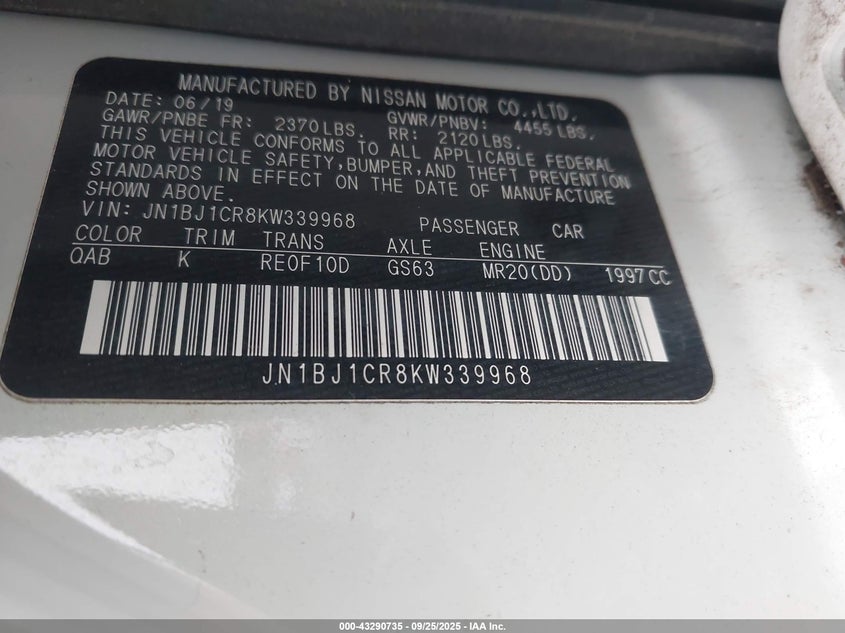 MANUFACTURED BY NISSAN MOTOR CO.,LTD.
DATE: 06/19
GAWR/PNBE FR: 2370LBS. GVWR/PNBV: 4455 LBS.
RR: 2120LBS.
THIS VEHICLE CONFORMS TO ALL APPLICABLE FEDERAL
MOTOR VEHICLE SAFETY,BUMPER,AND THEFT PREVENTION
STANDARDS IN EFFECT ON THE DATE OF MANUFACTURE
SHOWN ABOVE.
VIN: JN1BJ1CR8KW339968 PASSENGER CAR
COLOR TRIM TRANS AXLE ENGINE
QAB K RE0F10D GS63 MR20(DD) 1997CC
JN1BJ1CR8KW339968
000-43290735 - 09/25/2025 - IAA Inc.